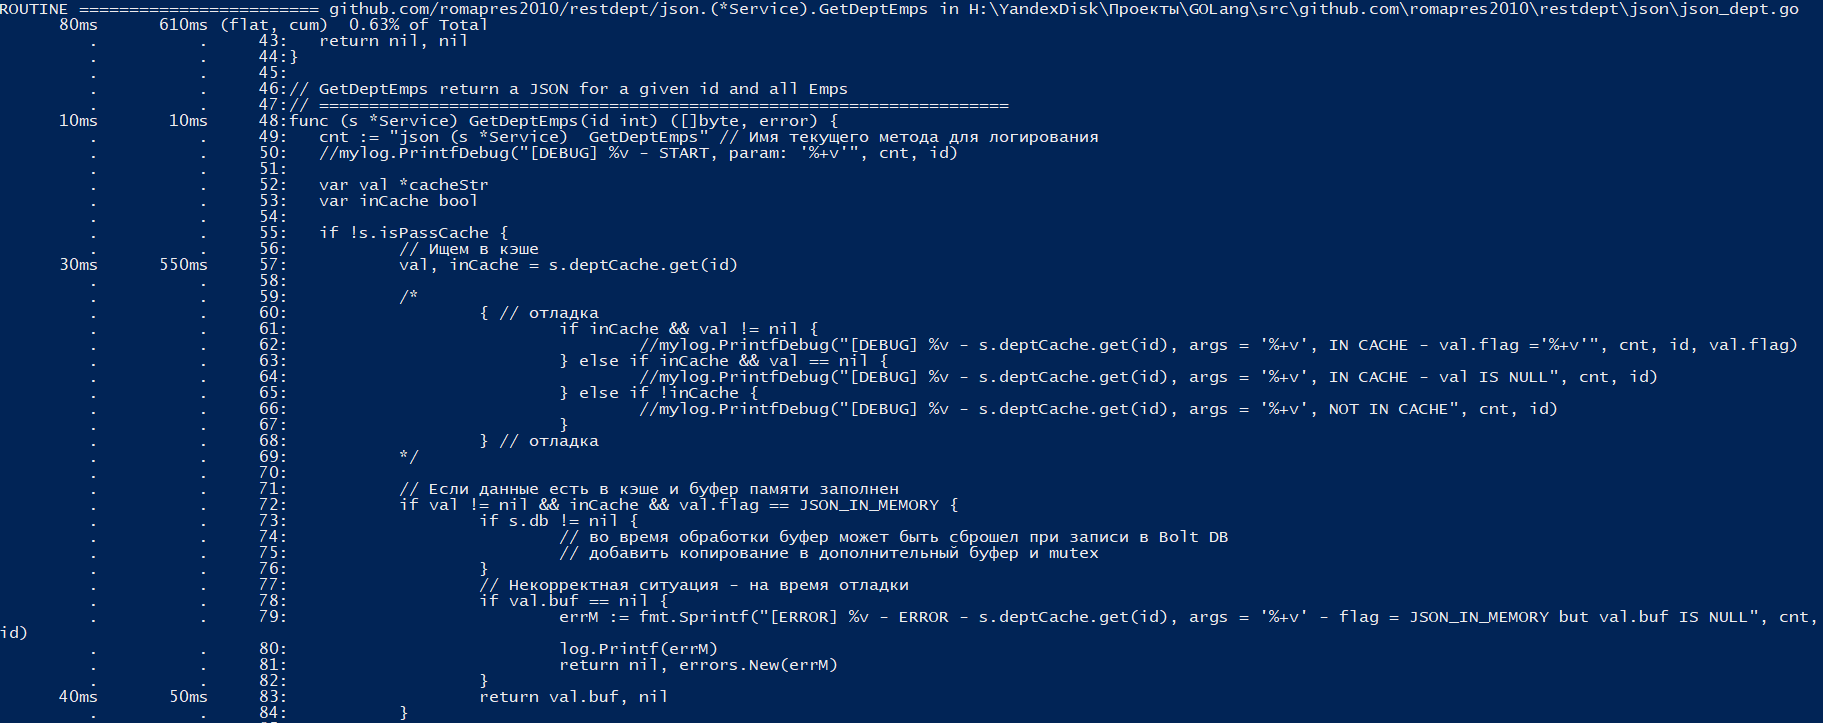 ROUTINE ======================== github.com/romapres2010/restdept/json.(*Service).GetDeptEmps in H:\YandexDisk\Проекты\GOLang\src\github.com\romapres2010\restdept\json\json_dept.go
      80ms      610ms (flat, cum)  0.63% of Total
         .          .     43:   return nil, nil
         .          .     44:}
         .          .     45:
         .          .     46:// GetDeptEmps return a JSON for a given id and all Emps
         .          .     47:// =====================================================================
      10ms       10ms     48:func (s *Service) GetDeptEmps(id int) ([]byte, error) {
         .          .     49:   cnt := "json (s *Service)  GetDeptEmps" // Имя текущего метода для логирования
         .          .     50:   //mylog.PrintfDebug("[DEBUG] %v - START, param: '%+v'", cnt, id)
         .          .     51:
         .          .     52:   var val *cacheStr
         .          .     53:   var inCache bool
         .          .     54:
         .          .     55:   if !s.isPassCache {
         .          .     56:           // Ищем в кэше
      30ms      550ms     57:           val, inCache = s.deptCache.get(id)
         .          .     58:
         .          .     59:           /*
         .          .     60:                   { // отладка
         .          .     61:                           if inCache && val != nil {
         .          .     62:                                   //mylog.PrintfDebug("[DEBUG] %v - s.deptCache.get(id), args = '%+v', IN CACHE - val.flag ='%+v'", cnt, id, val.flag)
         .          .     63:                           } else if inCache && val == nil {
         .          .     64:                                   //mylog.PrintfDebug("[DEBUG] %v - s.deptCache.get(id), args = '%+v', IN CACHE - val IS NULL", cnt, id)
         .          .     65:                           } else if !inCache {
         .          .     66:                                   //mylog.PrintfDebug("[DEBUG] %v - s.deptCache.get(id), args = '%+v', NOT IN CACHE", cnt, id)
         .          .     67:                           }
         .          .     68:                   } // отладка
         .          .     69:           */
         .          .     70:
         .          .     71:           // Если данные есть в кэше и буфер памяти заполнен
         .          .     72:           if val != nil && inCache && val.flag == JSON_IN_MEMORY {
         .          .     73:                   if s.db != nil {
         .          .     74:                           // во время обработки буфер может быть сброшел при записи в Bolt DB
         .          .     75:                           // добавить копирование в дополнительный буфер и mutex
         .          .     76:                   }
         .          .     77:                   // Некорректная ситуация - на время отладки
         .          .     78:                   if val.buf == nil {
         .          .     79:                           errM := fmt.Sprintf("[ERROR] %v - ERROR - s.deptCache.get(id), args = '%+v' - flag = JSON_IN_MEMORY but val.buf IS NULL", cnt,
id)
         .          .     80:                           log.Printf(errM)
         .          .     81:                           return nil, errors.New(errM)
         .          .     82:                   }
      40ms       50ms     83:                   return val.buf, nil
         .          .     84:           }